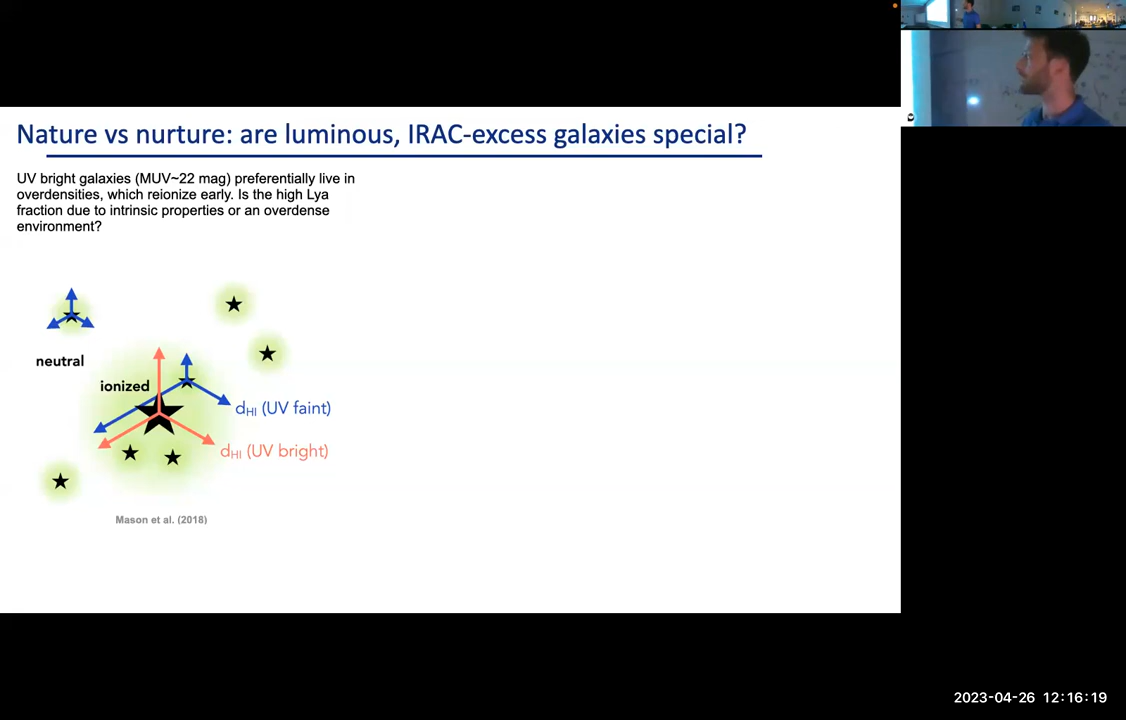 Nature vs nurture: are luminous, IRAC-excess galaxies special?
UV bright galaxies (MUV~22 mag) preferentially live in
overdensities, which reionize early. Is the high Lya
fraction due to intrinsic properties or an overdense
environment?
neutral
ionized
dHI (UV faint)
dHI (UV bright)
Mason et al. (2018)
2023-04-26 12:16:19